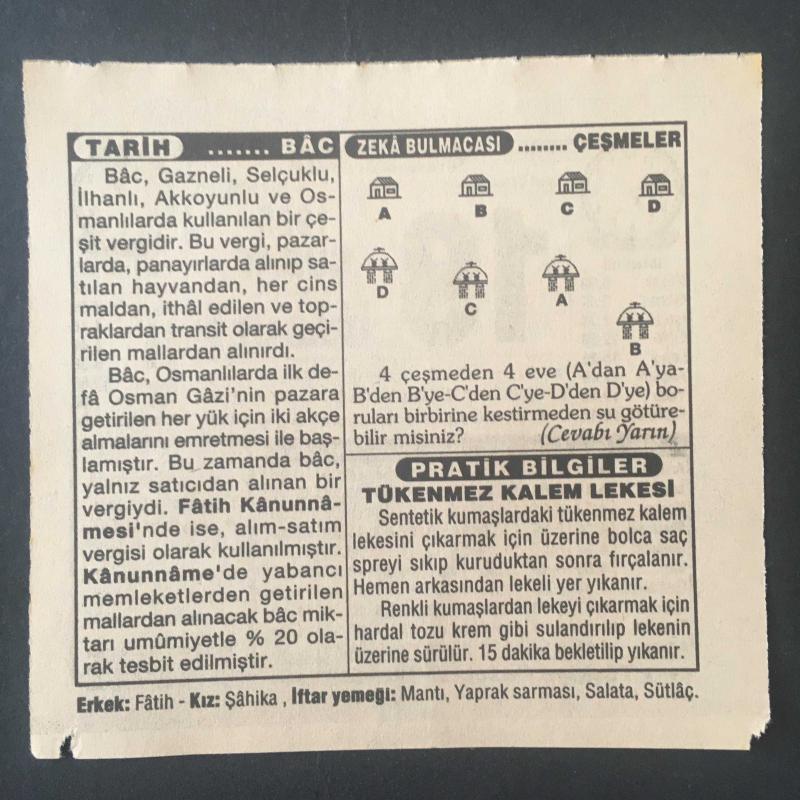 TARİH ....... BÂC
Bâc, Gazneli, Selçuklu,
İlhanlı, Akkoyunlu ve Os-
manlılarda kullanılan bir çe-
şit vergidir. Bu vergi, pazar-
larda, panayırlarda alınıp sa-
tılan hayvandan, her cins
maldan, ithâl edilen ve top-
raklardan transit olarak geçi-
rilen mallardan alınırdı.
Bâc, Osmanlılarda ilk de-
fâ Osman Gâzi'nin pazara
getirilen her yük için iki akçe
almalarını emretmesi ile baş-
lamıştır. Bu zamanda bâc,
yalnız satıcıdan alınan bir
vergiydi. Fâtih Kânunnâ-
mesi'nde ise, alım-satım
vergisi olarak kullanılmıştır.
Kânunnâme'de yabancı
memleketlerden getirilen
mallardan alınacak bâc mik-
tarı umûmiyetle % 20 ola-
rak tesbit edilmiştir.
ZEKÂ BULMACASI ........ ÇEŞMELER
A B C D
D C A B
4 çeşmeden 4 eve (A'dan A'ya-
B'den B'ye-C'den C'ye-D'den D'ye) bo-
ruları birbirine kestirmeden su götüre-
bilir misiniz? (Cevabı Yarın)
PRATİK BİLGİLER
TÜKENMEZ KALEM LEKESİ
Sentetik kumaşlardaki tükenmez kalem
lekesini çıkarmak için üzerine bolca saç
spreyi sıkıp kuruduktan sonra fırçalanır.
Hemen arkasından lekeli yer yıkanır.
Renkli kumaşlardan lekeyi çıkarmak için
hardal tozu krem gibi sulandırılıp lekenin
üzerine sürülür. 15 dakika bekletilip yıkanır.
Erkek: Fâtih - Kız: Şâhika , İftar yemeği: Mantı, Yaprak sarması, Salata, Sütlâç.